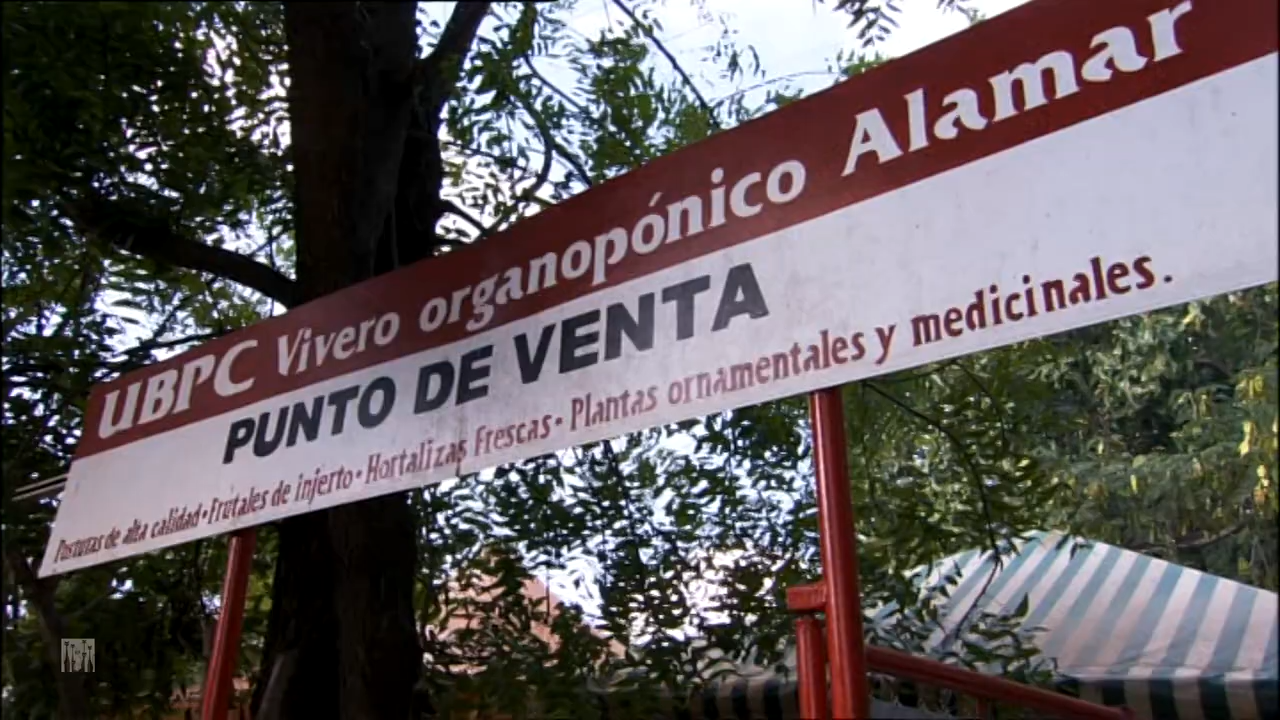 UBPC Vivero organopónico Alamar
PUNTO DE VENTA
Posturas de alta calidad • Frutales de injerto • Hortalizas Frescas • Plantas ornamentales y medicinales.